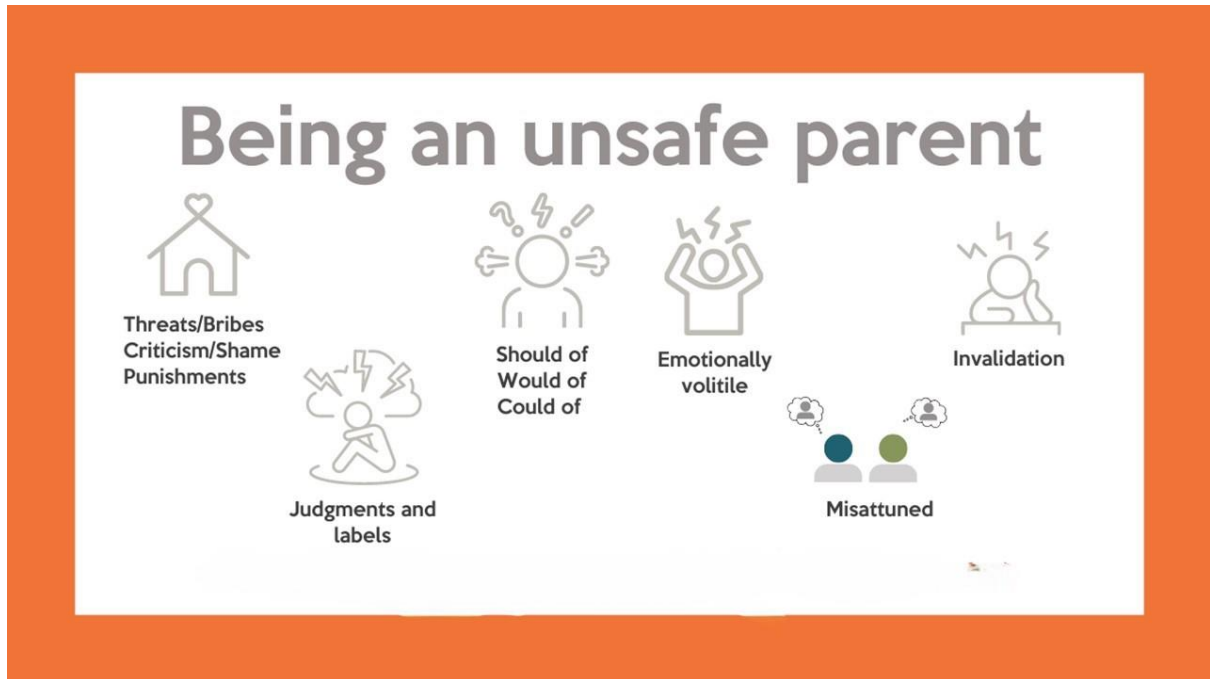 Being an unsafe parent
Threats/Bribes
Criticism/Shame
Punishments
Judgments and
labels
Should of
Would of
Could of
Emotionally
volitile
Misattuned
Invalidation